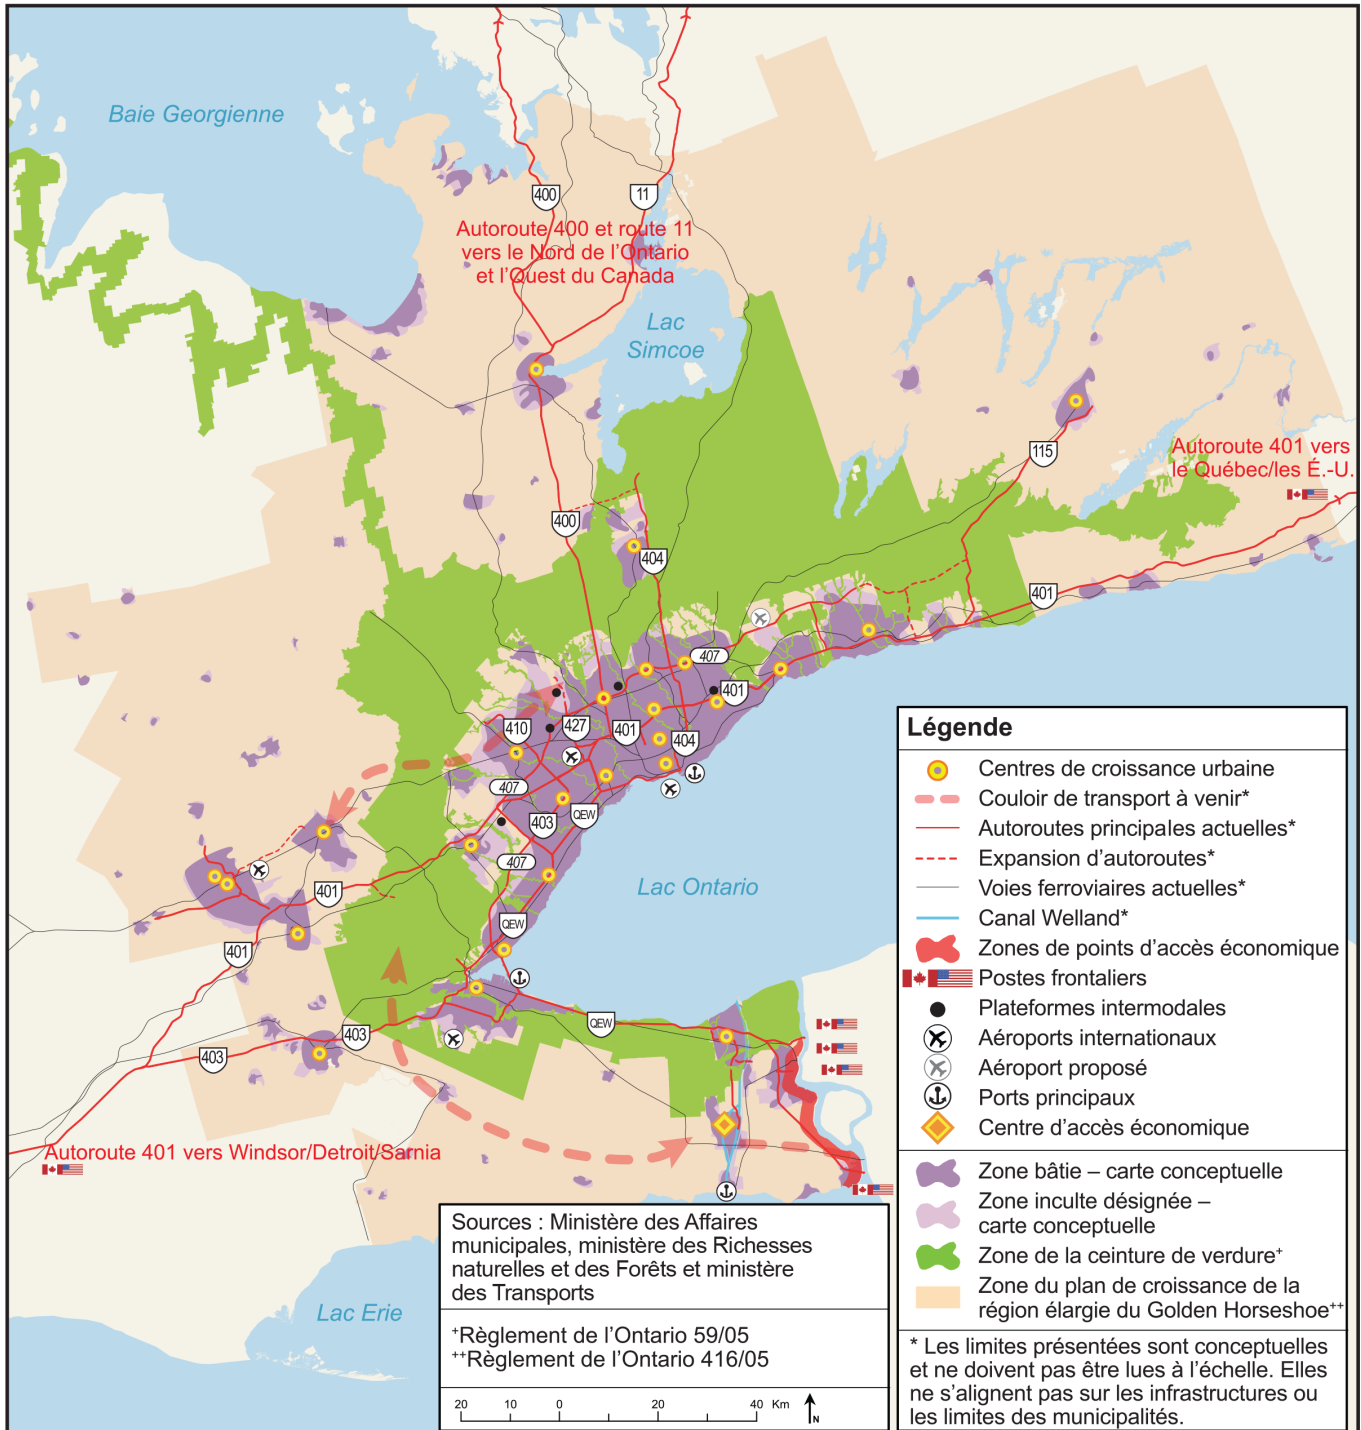 Baie Georgienne
400
11
Autoroute 400 et route 11
vers le Nord de l'Ontario
et l'Ouest du Canada
Lac
Simcoe
115
Autoroute 401 vers
le Québec/les É.-U.
400
404
401
407
401
410
427
401
404
407
403
QEW
407
401
Lac Ontario
QEW
401
403
403
QEW
Autoroute 401 vers Windsor/Detroit/Sarnia
Lac Erie
Sources : Ministère des Affaires
municipales, ministère des Richesses
naturelles et des Forêts et ministère
des Transports
+Règlement de l'Ontario 59/05
++Règlement de l'Ontario 416/05
20 10 0 20 40 Km
N
Légende
Centres de croissance urbaine
Couloir de transport à venir*
Autoroutes principales actuelles*
Expansion d'autoroutes*
Voies ferroviaires actuelles*
Canal Welland*
Zones de points d'accès économique
Postes frontaliers
Plateformes intermodales
Aéroports internationaux
Aéroport proposé
Ports principaux
Centre d'accès économique
Zone bâtie – carte conceptuelle
Zone inculte désignée –
carte conceptuelle
Zone de la ceinture de verdure+
Zone du plan de croissance de la
région élargie du Golden Horseshoe++
* Les limites présentées sont conceptuelles
et ne doivent pas être lues à l'échelle. Elles
ne s'alignent pas sur les infrastructures ou
les limites des municipalités.